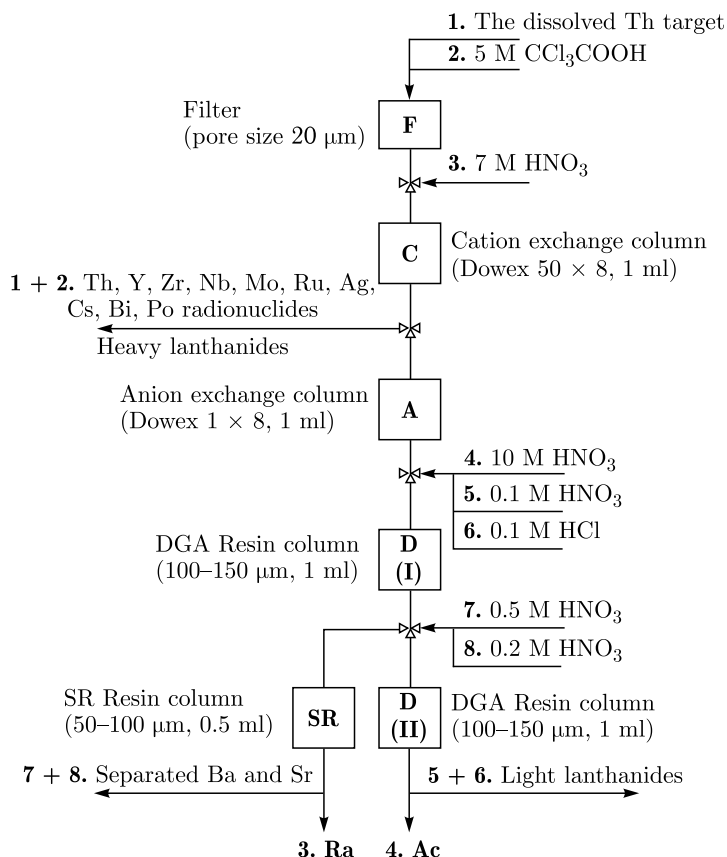 1. The dissolved Th target
2. 5 M CCl₃COOH
Filter
(pore size 20 μm)
F
3. 7 M HNO₃
C
Cation exchange column
(Dowex 50 × 8, 1 ml)
1 + 2. Th, Y, Zr, Nb, Mo, Ru, Ag,
Cs, Bi, Po radionuclides
Heavy lanthanides
Anion exchange column
(Dowex 1 × 8, 1 ml)
A
4. 10 M HNO₃
5. 0.1 M HNO₃
6. 0.1 M HCl
DGA Resin column
(100–150 μm, 1 ml)
D
(I)
7. 0.5 M HNO₃
8. 0.2 M HNO₃
SR Resin column
(50–100 μm, 0.5 ml)
SR
D
(II)
DGA Resin column
(100–150 μm, 1 ml)
7 + 8. Separated Ba and Sr
5 + 6. Light lanthanides
3. Ra
4. Ac